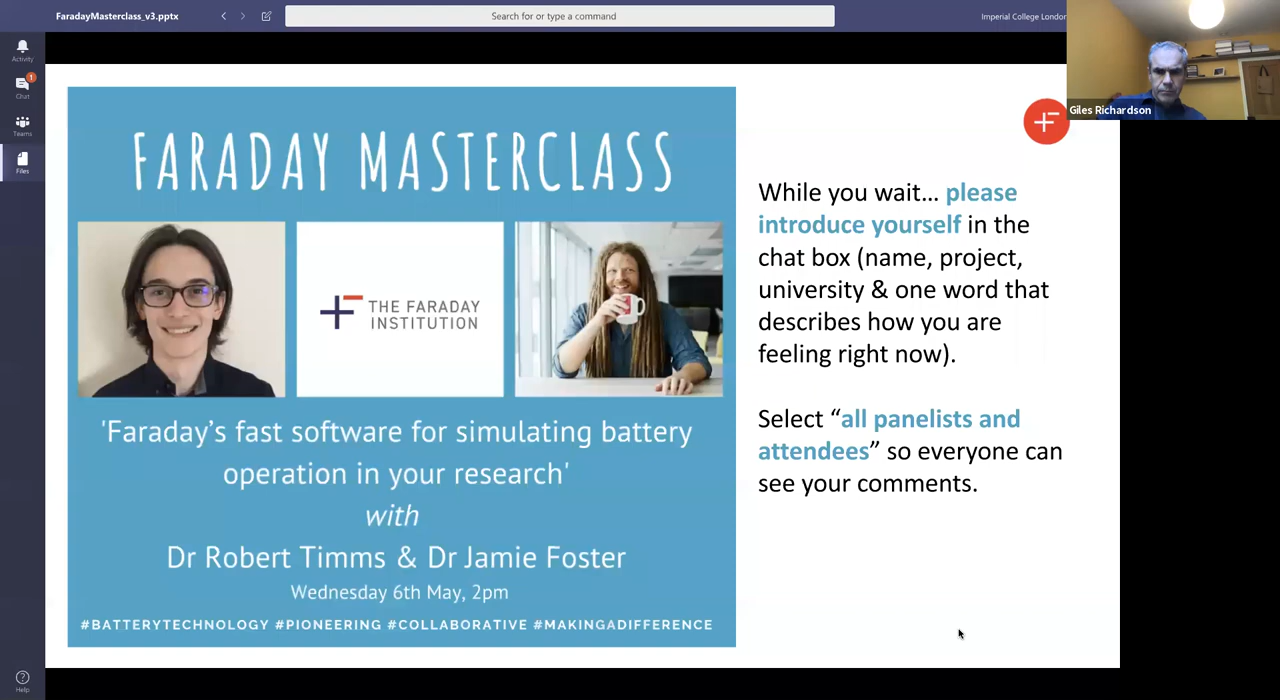 FaradayMasterclass_v3.pptx
Search for or type a command
Imperial College London
Activity
1
Chat
Teams
Files
Help
Giles Richardson
FARADAY MASTERCLASS
THE FARADAY
INSTITUTION
'Faraday's fast software for simulating battery
operation in your research'
with
Dr Robert Timms & Dr Jamie Foster
Wednesday 6th May, 2pm
#BATTERYTECHNOLOGY #PIONEERING #COLLABORATIVE #MAKINGADIFFERENCE
While you wait... please
introduce yourself in the
chat box (name, project,
university & one word that
describes how you are
feeling right now).
Select “all panelists and
attendees” so everyone can
see your comments.